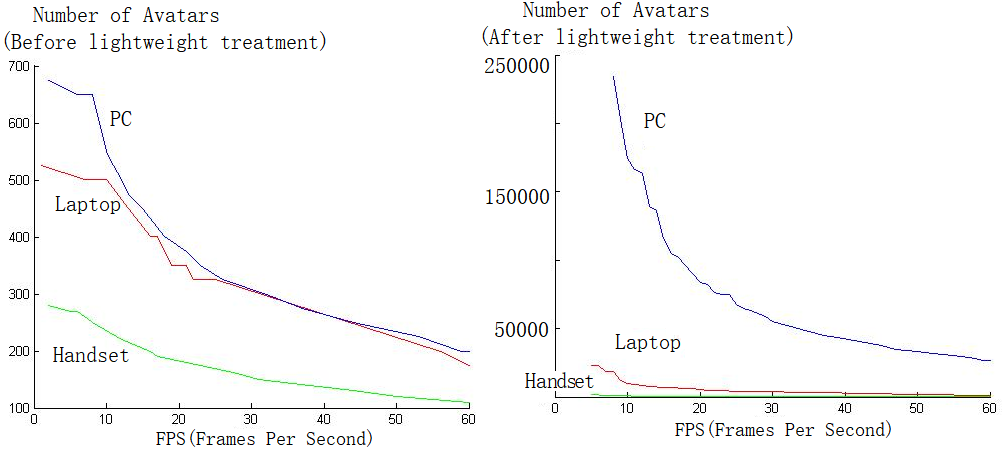 Number of Avatars
(Before lightweight treatment)
700
600
500
400
300
200
100
0
10
20
30
40
50
60
PC
Laptop
Handset
FPS(Frames Per Second)
Number of Avatars
(After lightweight treatment)
250000
150000
50000
0
10
20
30
40
50
60
PC
Laptop
Handset
FPS(Frames Per Second)